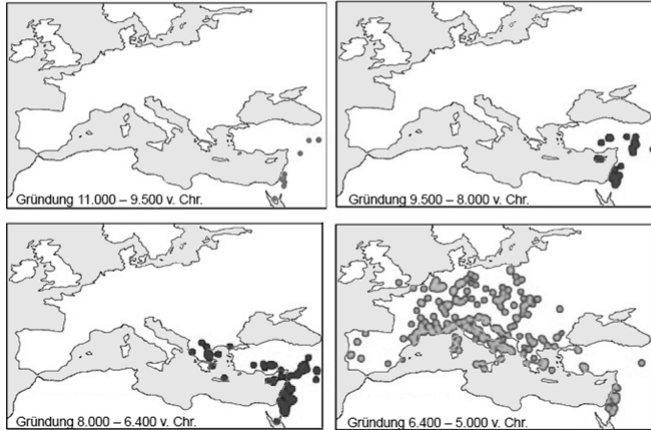 Gründung 11.000 – 9.500 v. Chr.
Gründung 9.500 – 8.000 v. Chr.
Gründung 8.000 – 6.400 v. Chr.
Gründung 6.400 – 5.000 v. Chr.